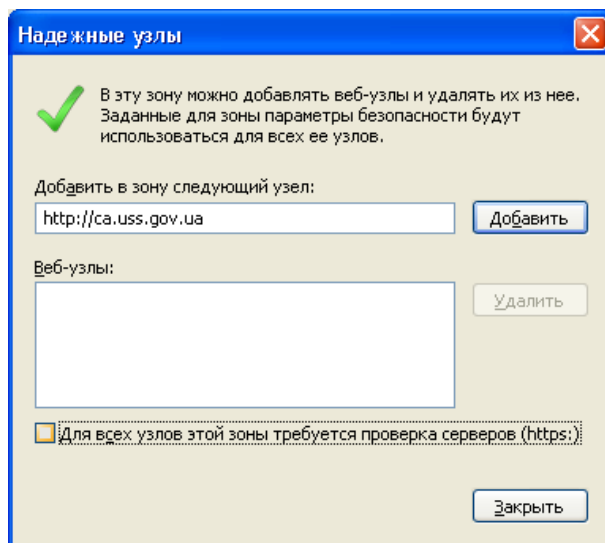 Надежные узлы
В эту зону можно добавлять веб-узлы и удалять их из нее.
Заданные для зоны параметры безопасности будут
использоваться для всех ее узлов.
Добавить в зону следующий узел:
http://ca.uss.gov.ua
Добавить
Веб-узлы:
Удалить
Для всех узлов этой зоны требуется проверка серверов (https:)
Закрыть